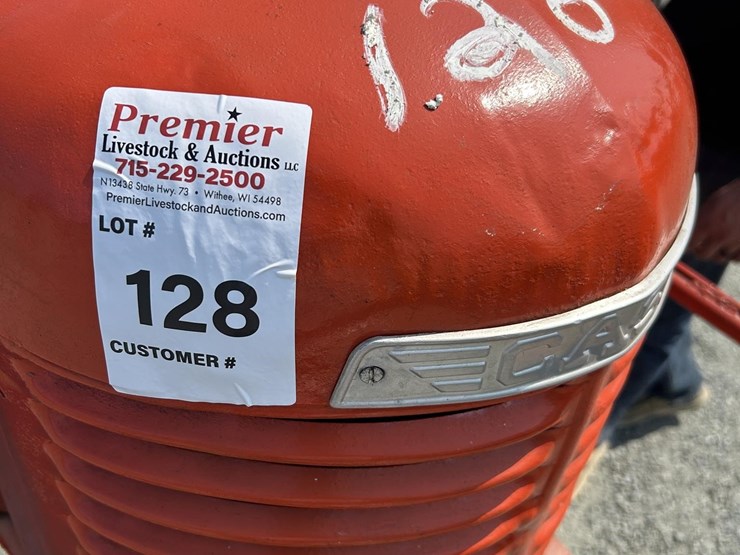 Premier
Livestock & Auctions LLC
715-229-2500
N13438 State Hwy. 73 • Withee, WI 54498
PremierLivestockandAuctions.com
LOT #
128
CUSTOMER #
CAS